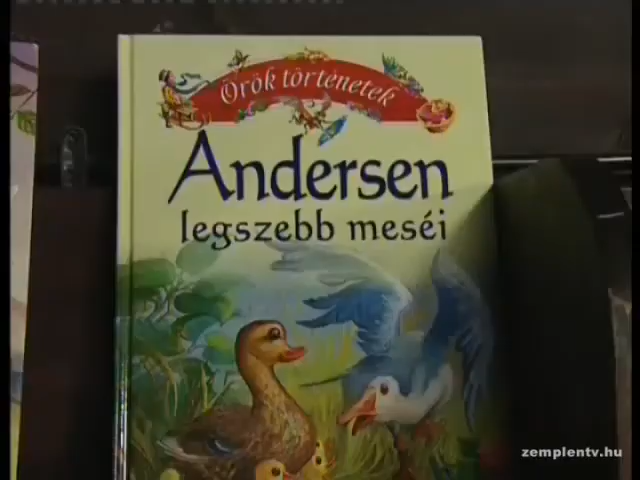 Örök történetek
Andersen
legszebb meséi
zemplentv.hu